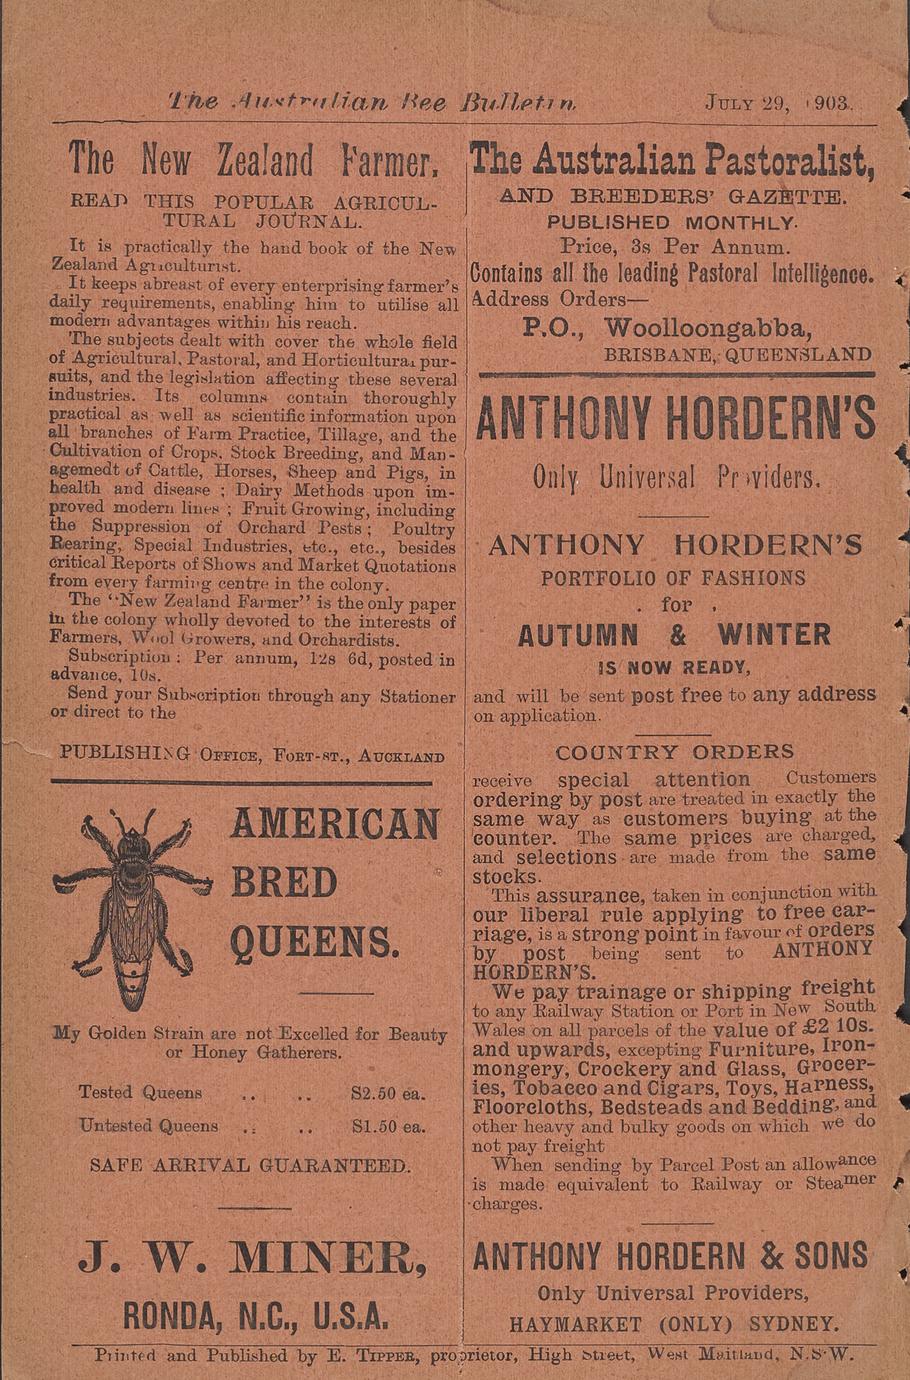 The Australian Bee Bulletin. JULY 29, 1903.
The New Zealand Farmer.
READ THIS POPULAR AGRICUL-
TURAL JOURNAL.
It is practically the hand book of the New
Zealand Agriculturist.
It keeps abreast of every enterprising farmer's
daily requirements, enabling him to utilise all
modern advantages within his reach.
The subjects dealt with cover the whole field
of Agricultural, Pastoral, and Horticultural pur-
suits, and the legislation affecting these several
industries. Its columns contain thoroughly
practical as well as scientific information upon
all branches of Farm Practice, Tillage, and the
Cultivation of Crops, Stock Breeding, and Man-
agemedt of Cattle, Horses, Sheep and Pigs, in
health and disease ; Dairy Methods upon im-
proved modern lines ; Fruit Growing, including
the Suppression of Orchard Pests ; Poultry
Rearing, Special Industries, etc., etc., besides
critical Reports of Shows and Market Quotations
from every farming centre in the colony.
The "New Zealand Farmer" is the only paper
in the colony wholly devoted to the interests of
Farmers, Wool Growers, and Orchardists.
Subscription : Per annum, 12s 6d, posted in
advance, 10s.
Send your Subscription through any Stationer
or direct to the
PUBLISHING OFFICE, FORT-ST., AUCKLAND
AMERICAN
BRED
QUEENS.
My Golden Strain are not Excelled for Beauty
or Honey Gatherers.
Tested Queens .. .. $2.50 ea.
Untested Queens .. .. $1.50 ea.
SAFE ARRIVAL GUARANTEED.
J. W. MINER,
RONDA, N.C., U.S.A.
The Australian Pastoralist,
AND BREEDERS' GAZETTE.
PUBLISHED MONTHLY.
Price, 3s Per Annum.
Contains all the leading Pastoral Intelligence.
Address Orders—
P.O., Woolloongabba,
BRISBANE, QUEENSLAND
ANTHONY HORDERN'S
Only Universal Providers.
ANTHONY HORDERN'S
PORTFOLIO OF FASHIONS
. for .
AUTUMN & WINTER
IS NOW READY,
and will be sent post free to any address
on application.
COUNTRY ORDERS
receive special attention Customers
ordering by post are treated in exactly the
same way as customers buying at the
counter. The same prices are charged,
and selections are made from the same
stocks.
This assurance, taken in conjunction with
our liberal rule applying to free car-
riage, is a strong point in favour of orders
by post being sent to ANTHONY
HORDERN'S.
We pay trainage or shipping freight
to any Railway Station or Port in New South
Wales on all parcels of the value of £2 10s.
and upwards, excepting Furniture, Iron-
mongery, Crockery and Glass, Grocer-
ies, Tobacco and Cigars, Toys, Harness,
Floorcloths, Bedsteads and Bedding, and
other heavy and bulky goods on which we do
not pay freight
When sending by Parcel Post an allowance
is made equivalent to Railway or Steamer
charges.
ANTHONY HORDERN & SONS
Only Universal Providers,
HAYMARKET (ONLY) SYDNEY.
Printed and Published by E. TIPPER, proprietor, High Street, West Maitland, N.S.W.